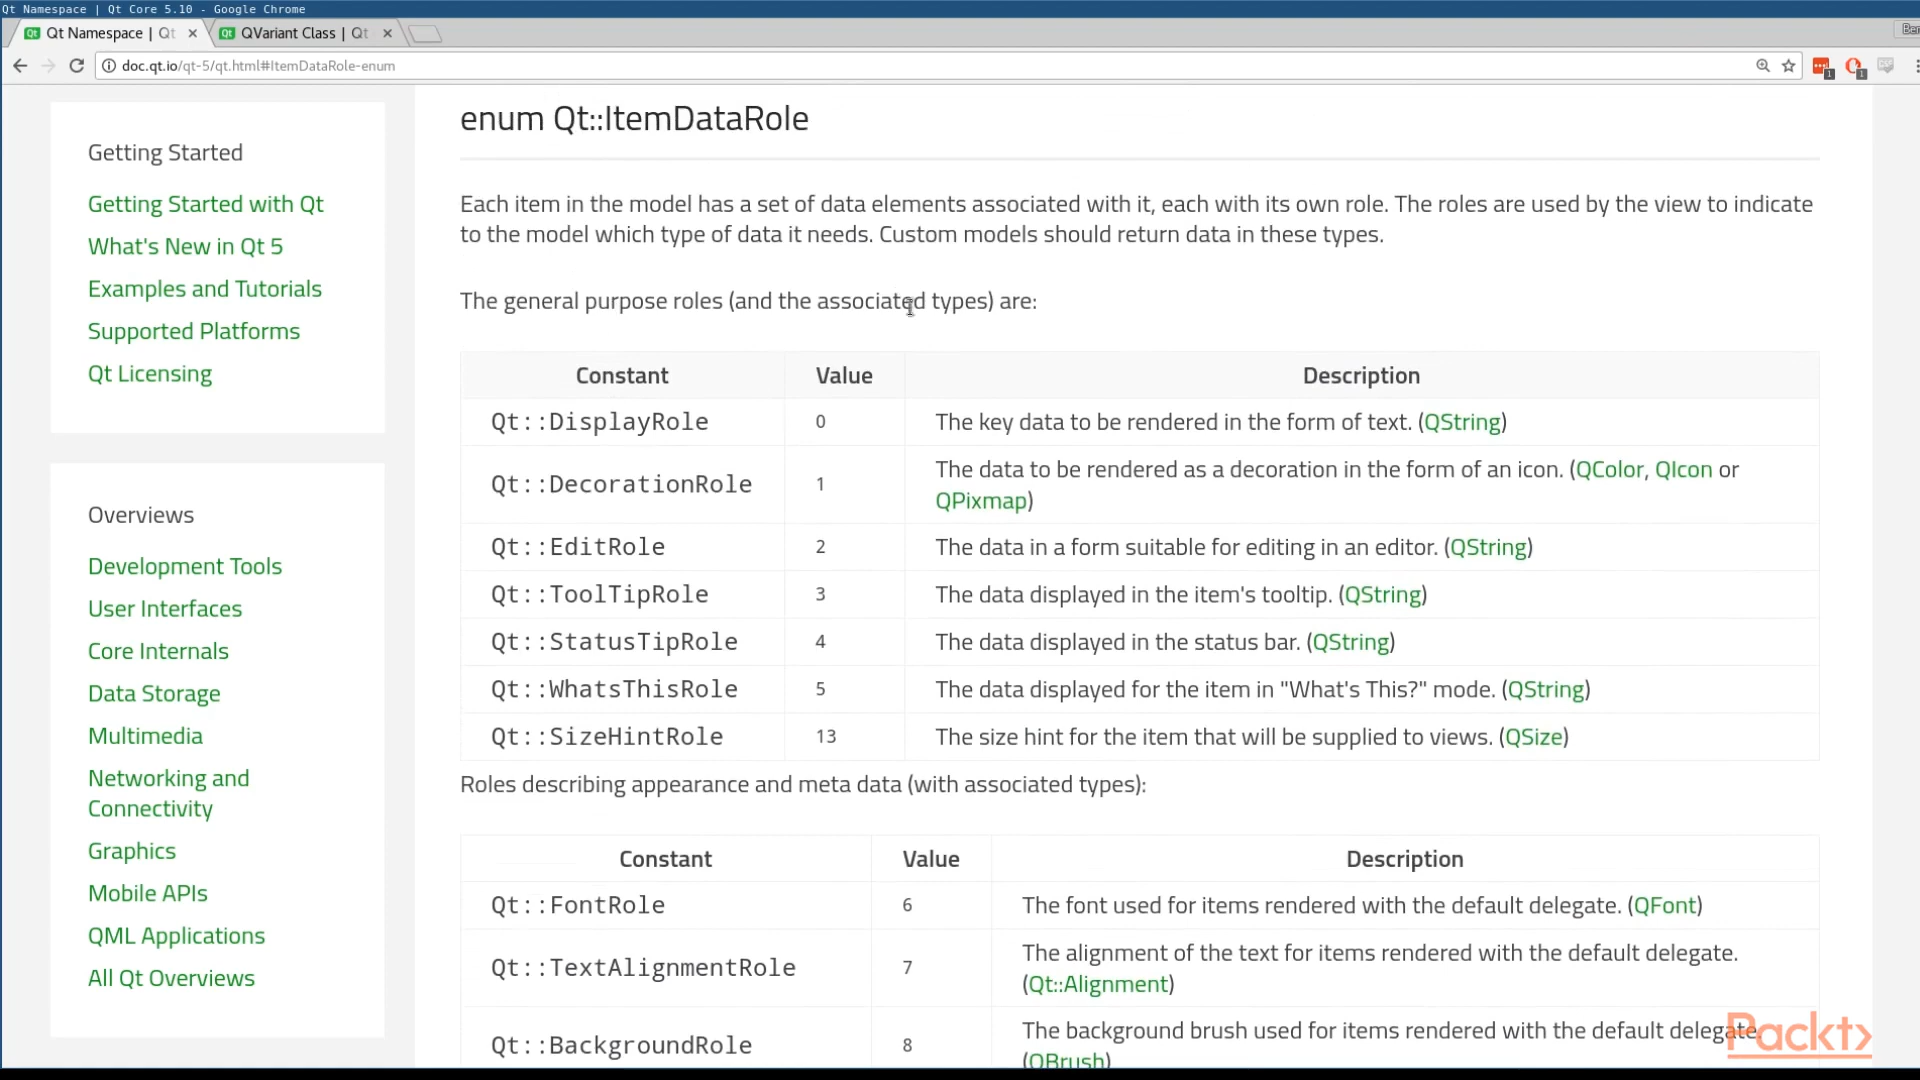 Qt Namespace | Qt Core 5.10 - Google Chrome
Qt Namespace | Qt
QVariant Class | Qt
Ber
doc.qt.io/qt-5/qt.html#ItemDataRole-enum
1
1
Getting Started
Getting Started with Qt
What's New in Qt 5
Examples and Tutorials
Supported Platforms
Qt Licensing
Overviews
Development Tools
User Interfaces
Core Internals
Data Storage
Multimedia
Networking and
Connectivity
Graphics
Mobile APIs
QML Applications
All Qt Overviews
enum Qt::ItemDataRole
Each item in the model has a set of data elements associated with it, each with its own role. The roles are used by the view to indicate
to the model which type of data it needs. Custom models should return data in these types.
The general purpose roles (and the associated types) are:
Constant Value Description
Qt::DisplayRole 0 The key data to be rendered in the form of text. (QString)
Qt::DecorationRole 1 The data to be rendered as a decoration in the form of an icon. (QColor, QIcon or
QPixmap)
Qt::EditRole 2 The data in a form suitable for editing in an editor. (QString)
Qt::ToolTipRole 3 The data displayed in the item's tooltip. (QString)
Qt::StatusTipRole 4 The data displayed in the status bar. (QString)
Qt::WhatsThisRole 5 The data displayed for the item in "What's This?" mode. (QString)
Qt::SizeHintRole 13 The size hint for the item that will be supplied to views. (QSize)
Roles describing appearance and meta data (with associated types):
Constant Value Description
Qt::FontRole 6 The font used for items rendered with the default delegate. (QFont)
Qt::TextAlignmentRole 7 The alignment of the text for items rendered with the default delegate.
(Qt::Alignment)
Qt::BackgroundRole 8 The background brush used for items rendered with the default delegate.
(QBrush)
Packt>